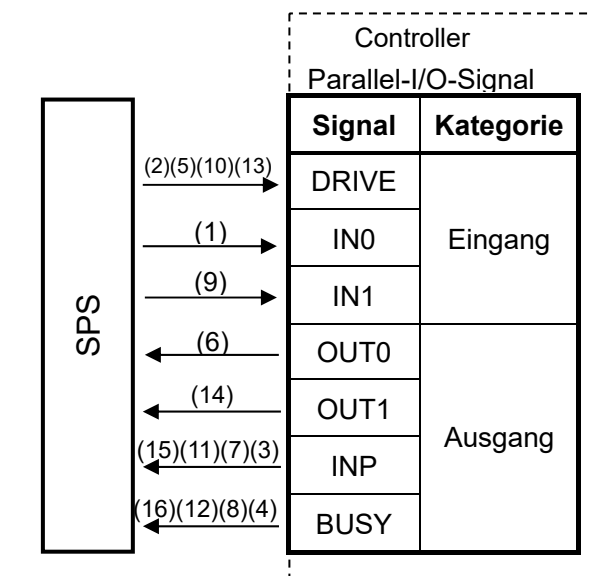 Controller
Parallel-I/O-Signal
Signal Kategorie
(2)(5)(10)(13) DRIVE
(1) IN0 Eingang
(9) IN1
SPS
(6) OUT0
(14) OUT1
Ausgang
(15)(11)(7)(3) INP
(16)(12)(8)(4) BUSY